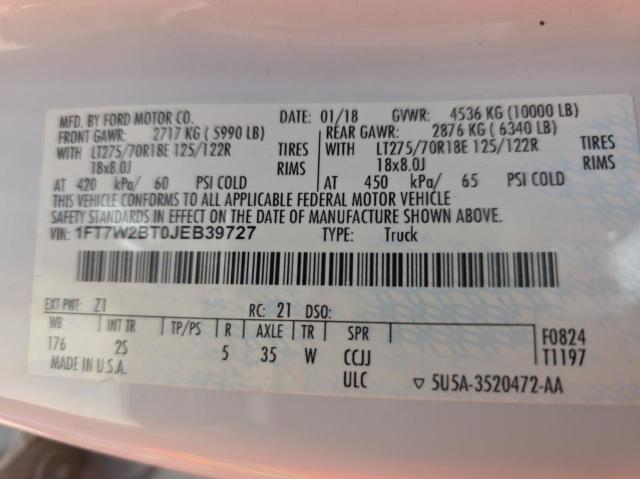 MFD. BY FORD MOTOR CO. DATE: 01/18 GVWR: 4536 KG (10000 LB)
FRONT GAWR: 2717 KG ( 5990 LB) REAR GAWR: 2876 KG ( 6340 LB)
WITH LT275/70R18E 125/122R TIRES WITH LT275/70R18E 125/122R TIRES
18x8.0J RIMS 18x8.0J RIMS
AT 420 kPa/ 60 PSI COLD AT 450 kPa/ 65 PSI COLD
THIS VEHICLE CONFORMS TO ALL APPLICABLE FEDERAL MOTOR VEHICLE
SAFETY STANDARDS IN EFFECT ON THE DATE OF MANUFACTURE SHOWN ABOVE.
VIN: 1FT7W2BT0JEB39727 TYPE: Truck
EXT PNT: Z1 RC: 21 DSO:
WB INT TR TP/PS R AXLE TR SPR F0824
176 2S 5 35 W CCJJ T1197
MADE IN U.S.A. ULC ▽ 5U5A-3520472-AA